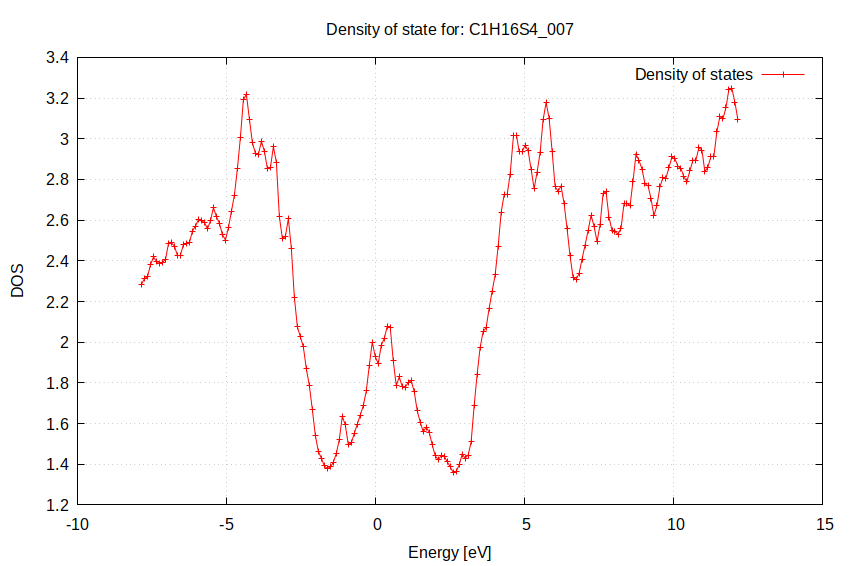 Density of state for: C1H16S4_007
Density of states
3.4
3.2
3
2.8
2.6
2.4
2.2
2
1.8
1.6
1.4
1.2
DOS
-10 -5 0 5 10 15
Energy [eV]